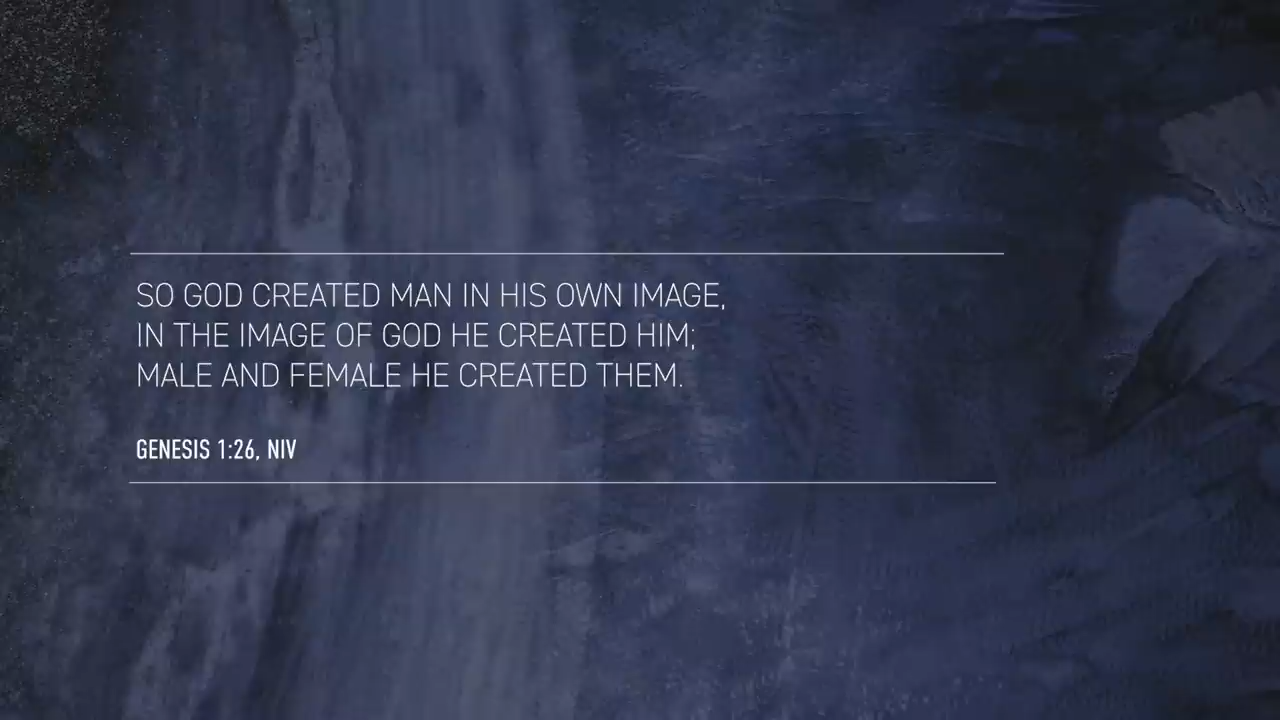 SO GOD CREATED MAN IN HIS OWN IMAGE,
IN THE IMAGE OF GOD HE CREATED HIM;
MALE AND FEMALE HE CREATED THEM.
GENESIS 1:26, NIV